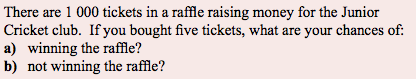 There are 1 000 tickets in a raffle raising money for the Junior
Cricket club.  If you bought five tickets, what are your chances of:
a)  winning the raffle?
b)  not winning the raffle?